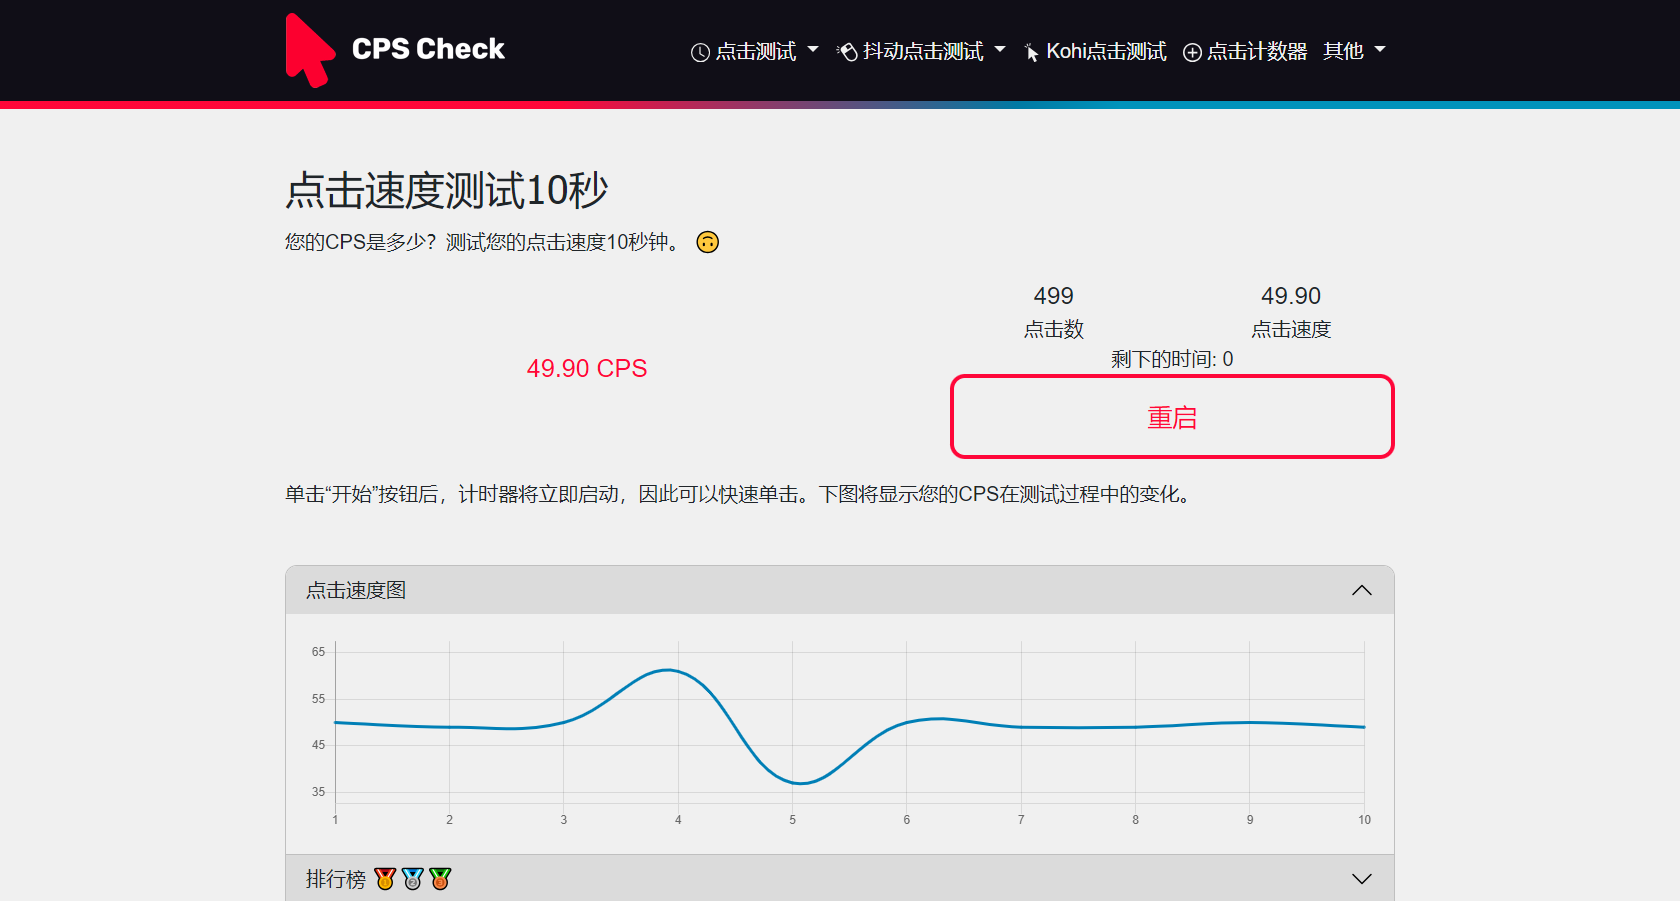 CPS Check
点击测试 抖动点击测试 Kohi点击测试 点击计数器 其他
点击速度测试10秒
您的CPS是多少？测试您的点击速度10秒钟。 🙃
499 49.90
点击数 点击速度
剩下的时间: 0
49.90 CPS
重启
单击“开始”按钮后，计时器将立即启动，因此可以快速单击。下图将显示您的CPS在测试过程中的变化。
点击速度图
65
55
45
35
1 2 3 4 5 6 7 8 9 10
排行榜 🥇🥈🥉